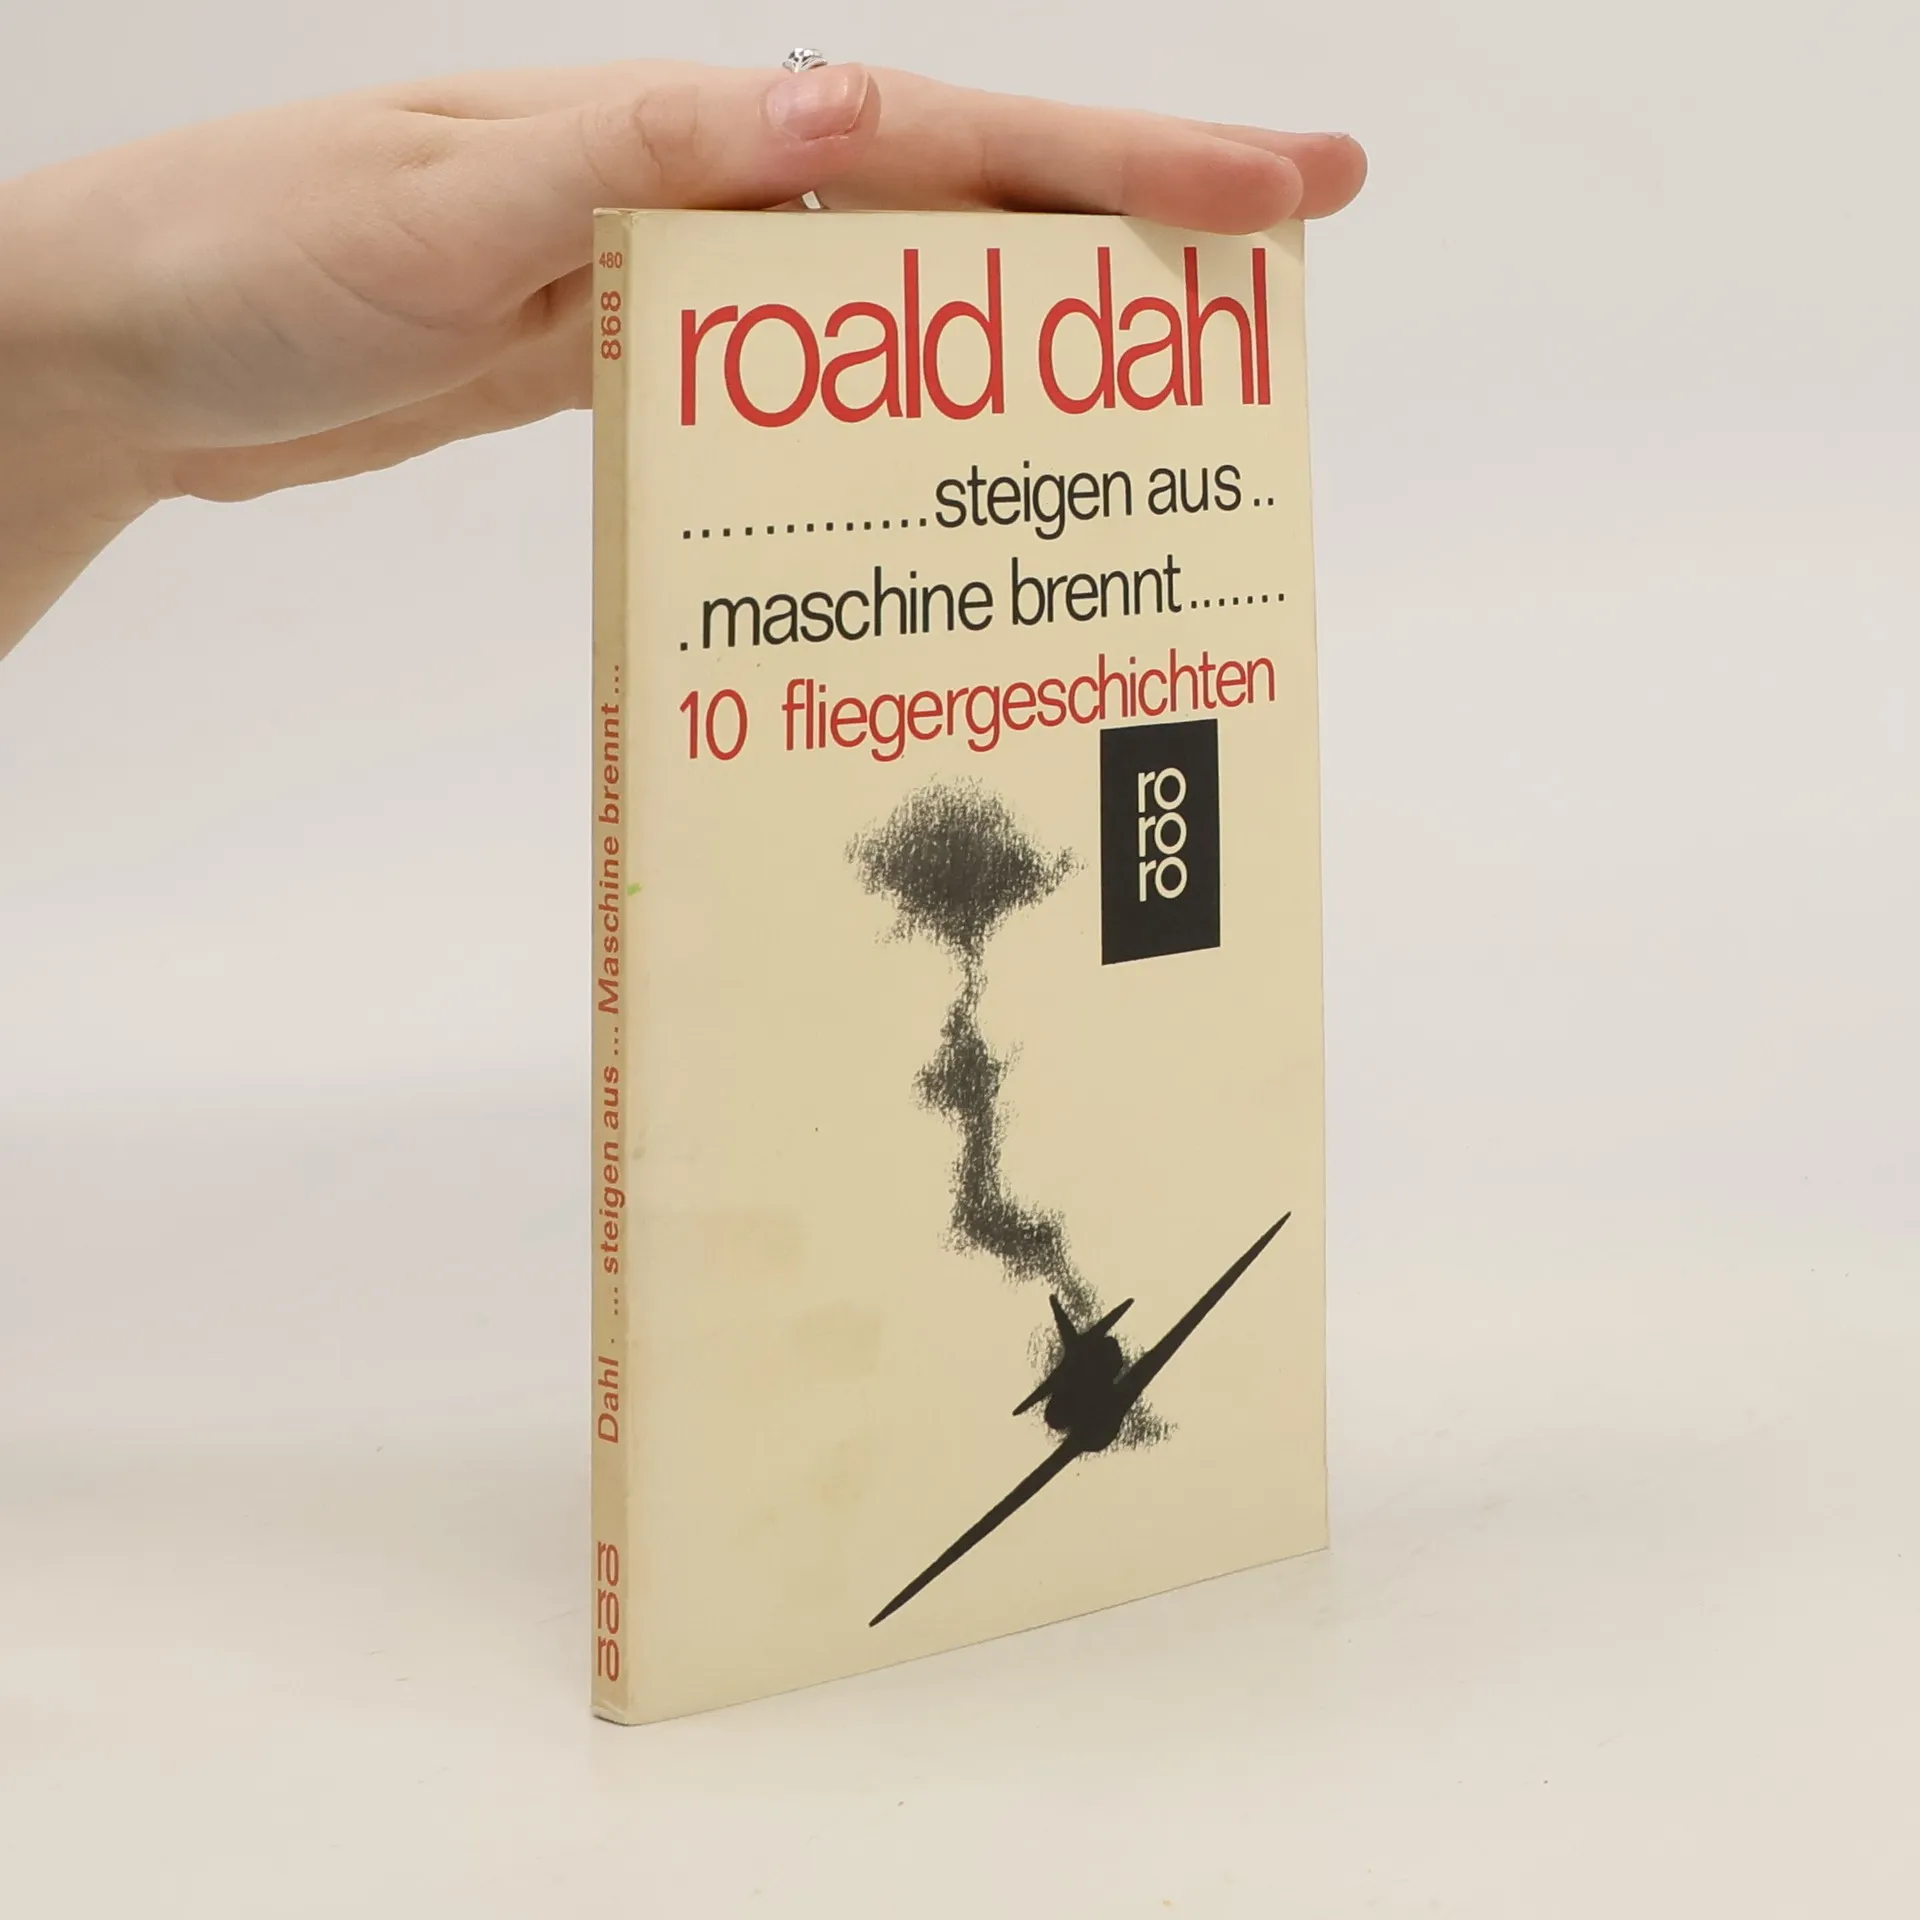 roald dahl
.............steigen aus..
.maschine brennt.......
10 fliegergeschichten
ro
ro
ro
480
868
Dahl · ... steigen aus ... Maschine brennt ...
ro
ro
ro